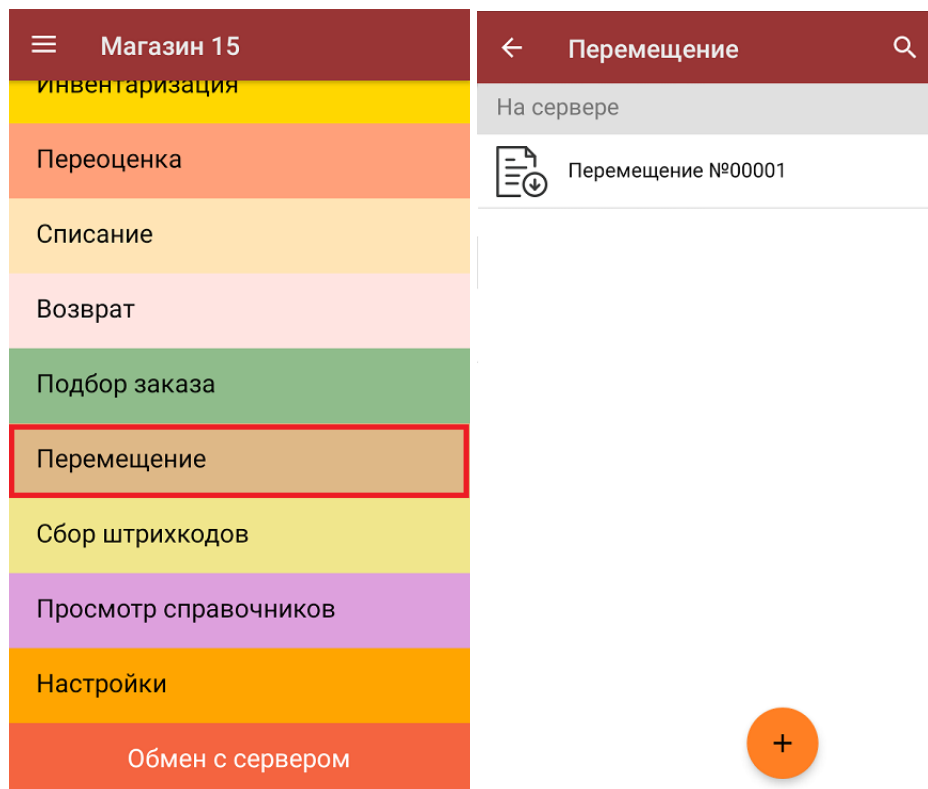 Магазин 15
Инвентаризация
Переоценка
Списание
Возврат
Подбор заказа
Перемещение
Сбор штрихкодов
Просмотр справочников
Настройки
Обмен с сервером
Перемещение
На сервере
Перемещение №00001